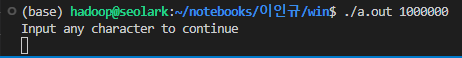 (base) hadoop@seolark:~/notebooks/이인규/win$ ./a.out 1000000
Input any character to continue